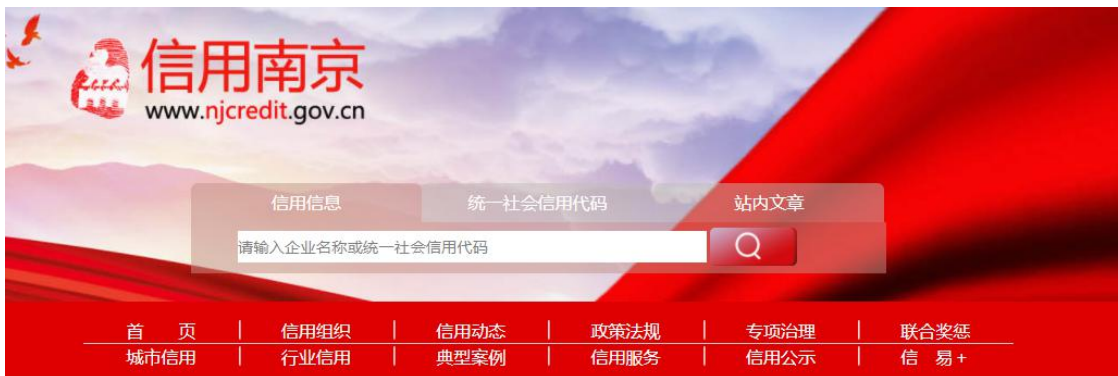 信用南京
www.njcredit.gov.cn
信用信息 统一社会信用代码 站内文章
请输入企业名称或统一社会信用代码
首 页 | 信用组织 | 信用动态 | 政策法规 | 专项治理 | 联合奖惩
城市信用 | 行业信用 | 典型案例 | 信用服务 | 信用公示 | 信 易+